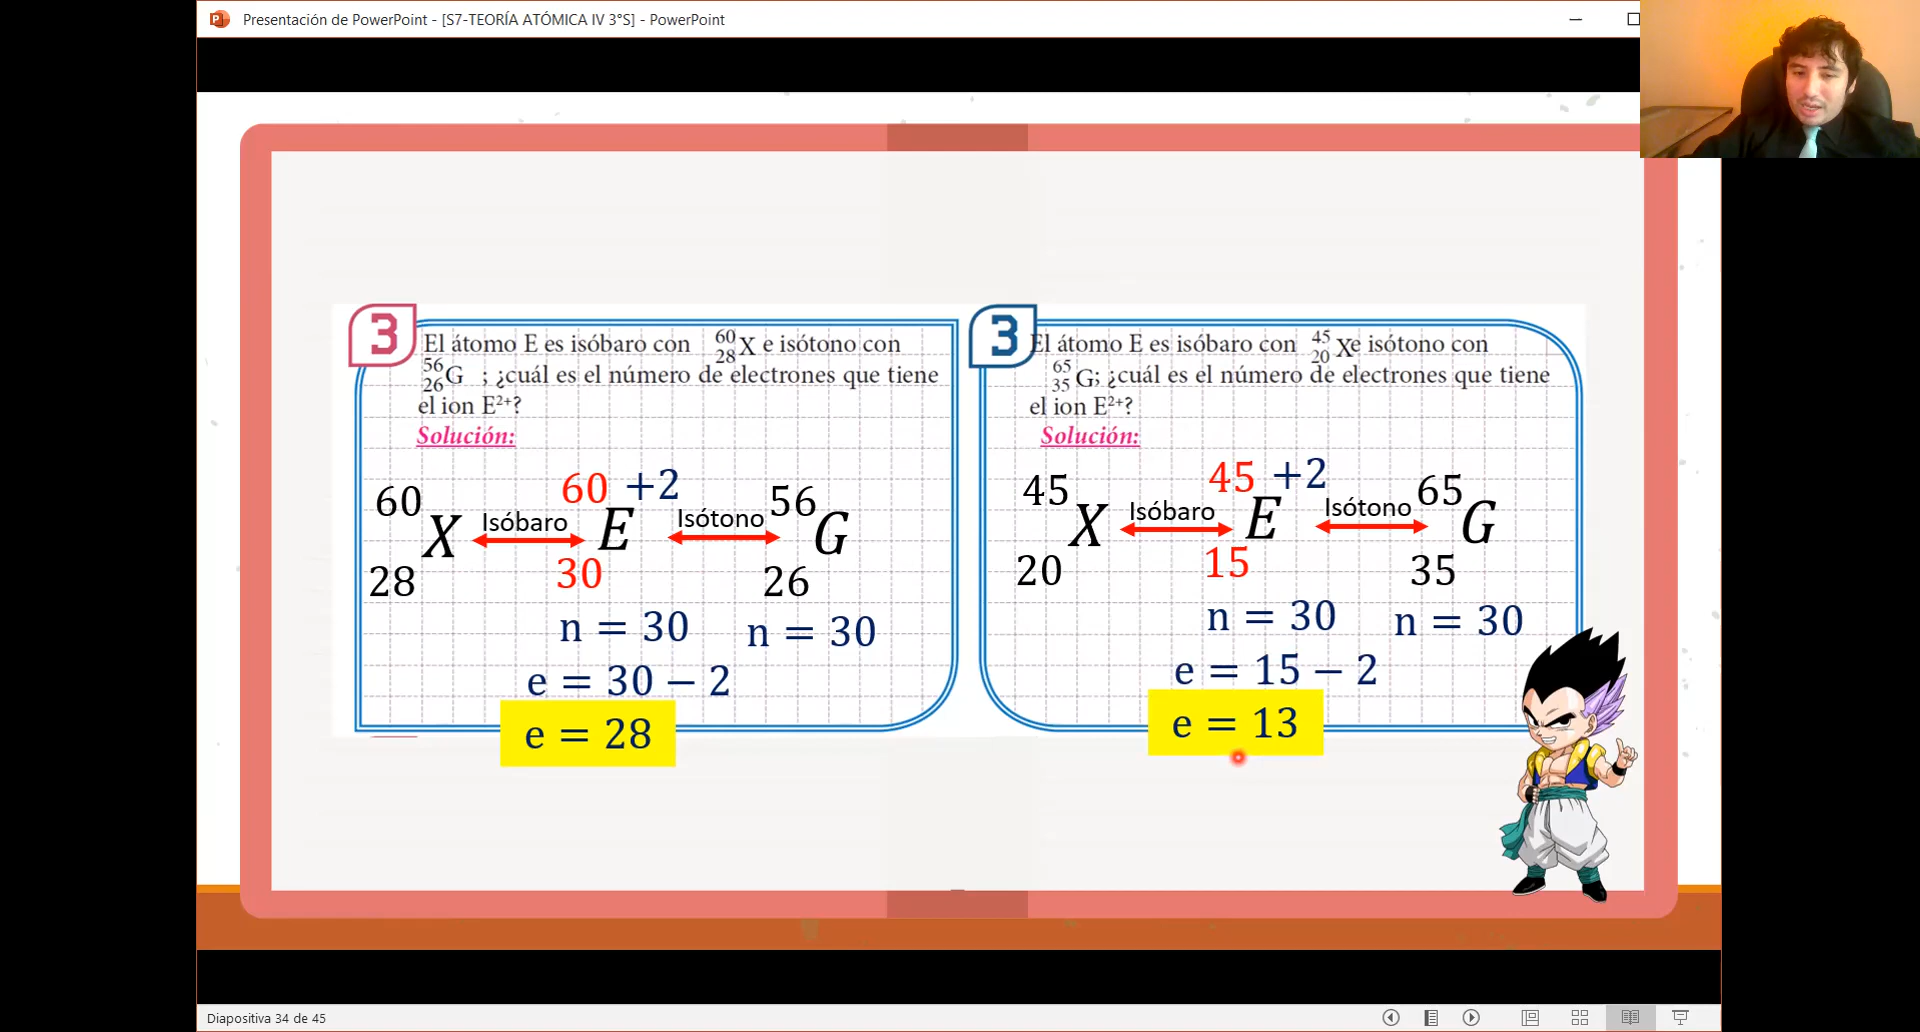 Presentación de PowerPoint - [S7-TEORÍA ATÓMICA IV 3°S] - PowerPoint
3
El átomo E es isóbaro con 60 28 X e isótono con
56 26 G ; ¿cuál es el número de electrones que tiene
el ion E2+?
Solución:
60 28 X Isóbaro 60 30 E +2 Isótono 56 26 G
n = 30 n = 30
e = 30 − 2
e = 28
3
El átomo E es isóbaro con 45 20 Xe isótono con
65 35 G; ¿cuál es el número de electrones que tiene
el ion E2+?
Solución:
45 20 X Isóbaro 45 15 E +2 Isótono 65 35 G
n = 30 n = 30
e = 15 − 2
e = 13
Diapositiva 34 de 45